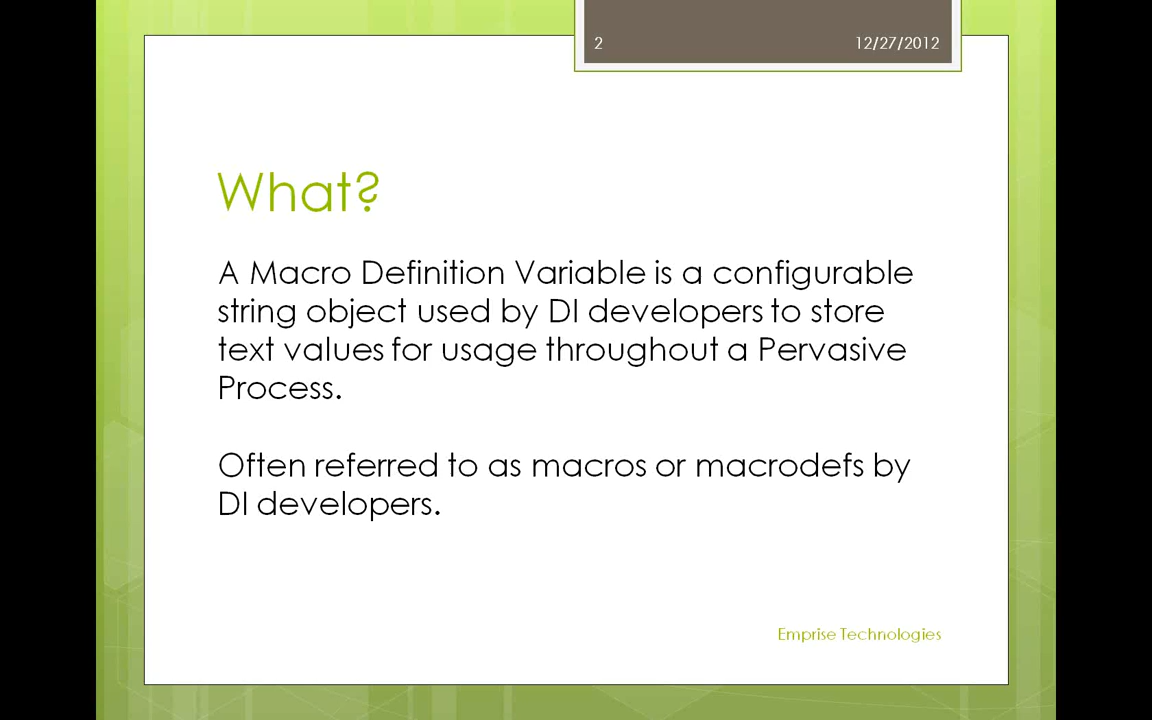 2 12/27/2012
What?
A Macro Definition Variable is a configurable
string object used by DI developers to store
text values for usage throughout a Pervasive
Process.
Often referred to as macros or macrodefs by
DI developers.
Emprise Technologies